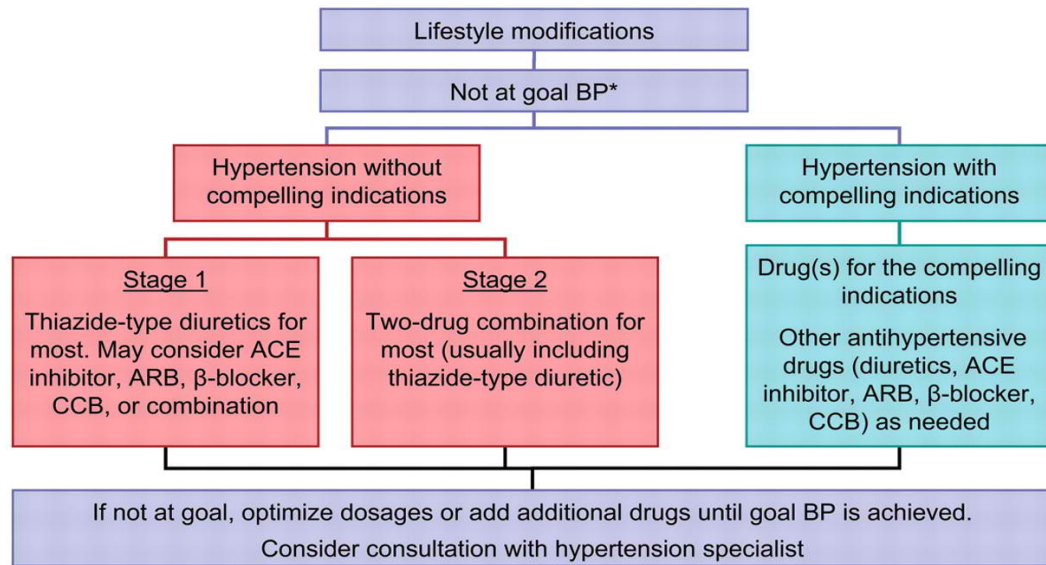 Lifestyle modifications
Not at goal BP*
Hypertension without
compelling indications
Hypertension with
compelling indications
Stage 1
Thiazide-type diuretics for
most. May consider ACE
inhibitor, ARB, β-blocker,
CCB, or combination
Stage 2
Two-drug combination for
most (usually including
thiazide-type diuretic)
Drug(s) for the compelling
indications
Other antihypertensive
drugs (diuretics, ACE
inhibitor, ARB, β-blocker,
CCB) as needed
If not at goal, optimize dosages or add additional drugs until goal BP is achieved.
Consider consultation with hypertension specialist